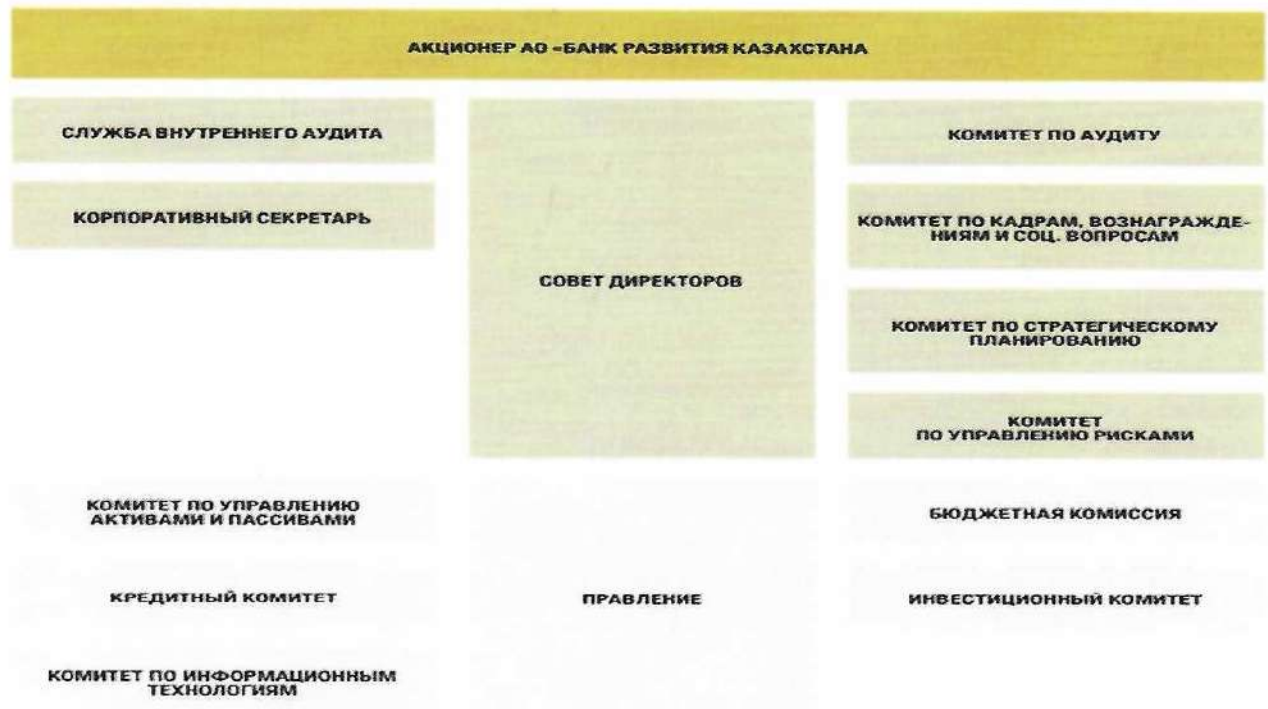 АКЦИОНЕР АО «БАНК РАЗВИТИЯ КАЗАХСТАНА
СЛУЖБА ВНУТРЕННЕГО АУДИТА
КОМИТЕТ ПО АУДИТУ
КОРПОРАТИВНЫЙ СЕКРЕТАРЬ
КОМИТЕТ ПО КАДРАМ, ВОЗНАГРАЖДЕ-
НИЯМ И СОЦ. ВОПРОСАМ
СОВЕТ ДИРЕКТОРОВ
КОМИТЕТ ПО СТРАТЕГИЧЕСКОМУ
ПЛАНИРОВАНИЮ
КОМИТЕТ
ПО УПРАВЛЕНИЮ РИСКАМИ
КОМИТЕТ ПО УПРАВЛЕНИЮ
АКТИВАМИ И ПАССИВАМИ
БЮДЖЕТНАЯ КОМИССИЯ
КРЕДИТНЫЙ КОМИТЕТ
ПРАВЛЕНИЕ
ИНВЕСТИЦИОННЫЙ КОМИТЕТ
КОМИТЕТ ПО ИНФОРМАЦИОННЫМ
ТЕХНОЛОГИЯМ